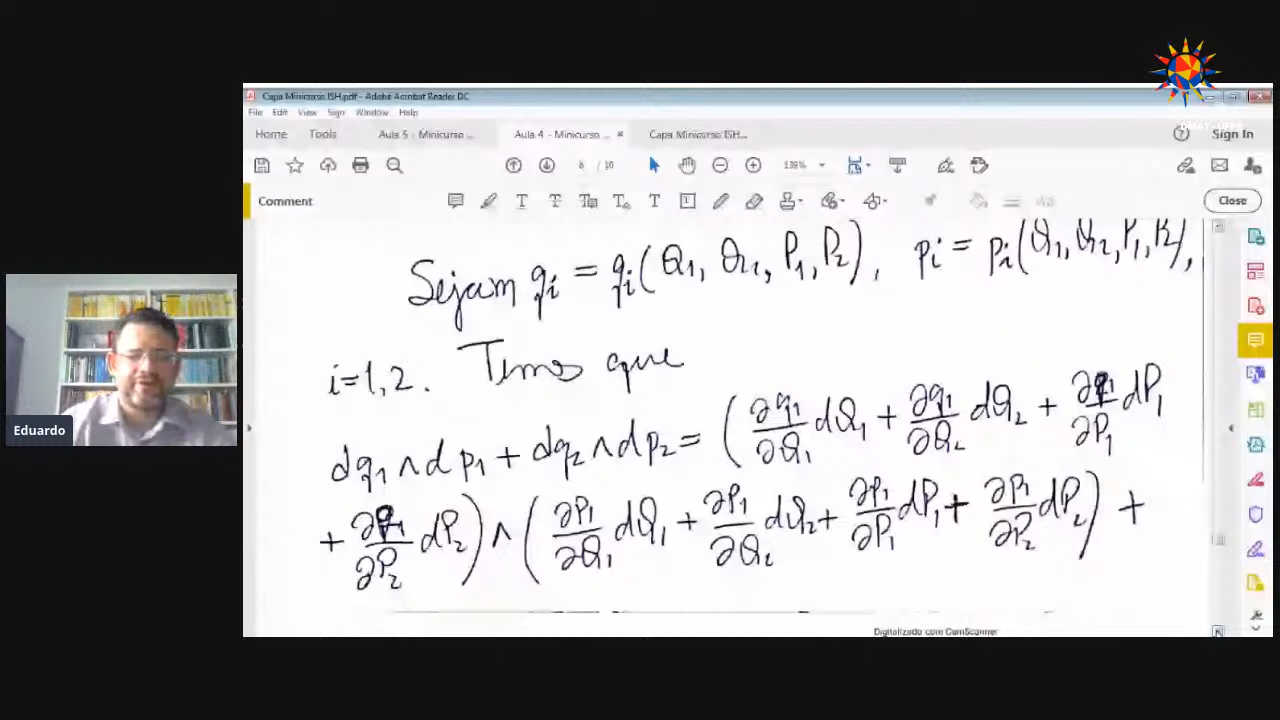 Capa Minicurso ISH.pdf - Adobe Acrobat Reader DC
File Edit View Sign Window Help
Home Tools Aula 5 - Minicurso ... Aula 4 - Minicurso ... × Capa Minicurso ISH... Sign In
/ 10 139%
Comment Close
Sejam qi = qi(Q1, Q2, P1, P2), pi = pi(Q1, Q2, P1, P2),
i=1,2. Temos que
dq1 ∧ dp1 + dq2 ∧ dp2 = (∂q1/∂Q1 dQ1 + ∂q1/∂Q2 dQ2 + ∂q1/∂P1 dP1
+ ∂q1/∂P2 dP2) ∧ (∂p1/∂Q1 dQ1 + ∂p1/∂Q2 dQ2 + ∂p1/∂P1 dP1 + ∂p1/∂P2 dP2) +
Digitalizado com CamScanner
Eduardo